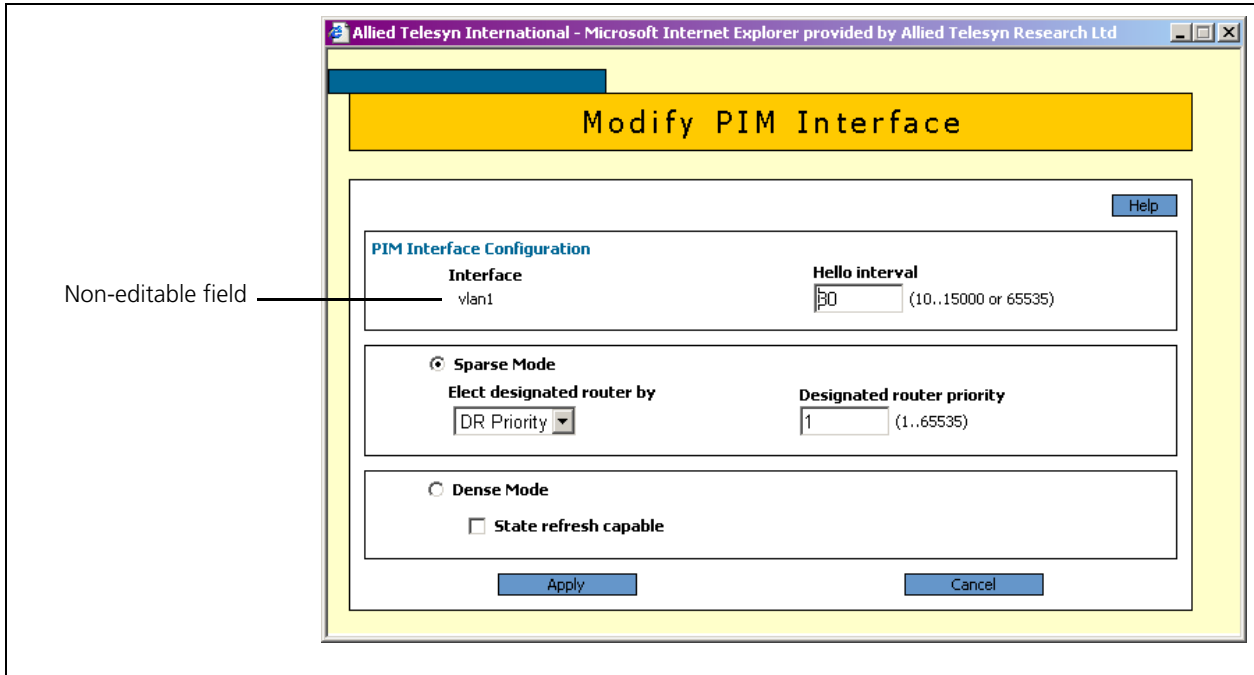 Allied Telesyn International - Microsoft Internet Explorer provided by Allied Telesyn Research Ltd
Modify PIM Interface
Help
PIM Interface Configuration
Interface
Hello interval
Non-editable field
vlan1
30 (10..15000 or 65535)
Sparse Mode
Elect designated router by
Designated router priority
DR Priority
1 (1..65535)
Dense Mode
State refresh capable
Apply
Cancel